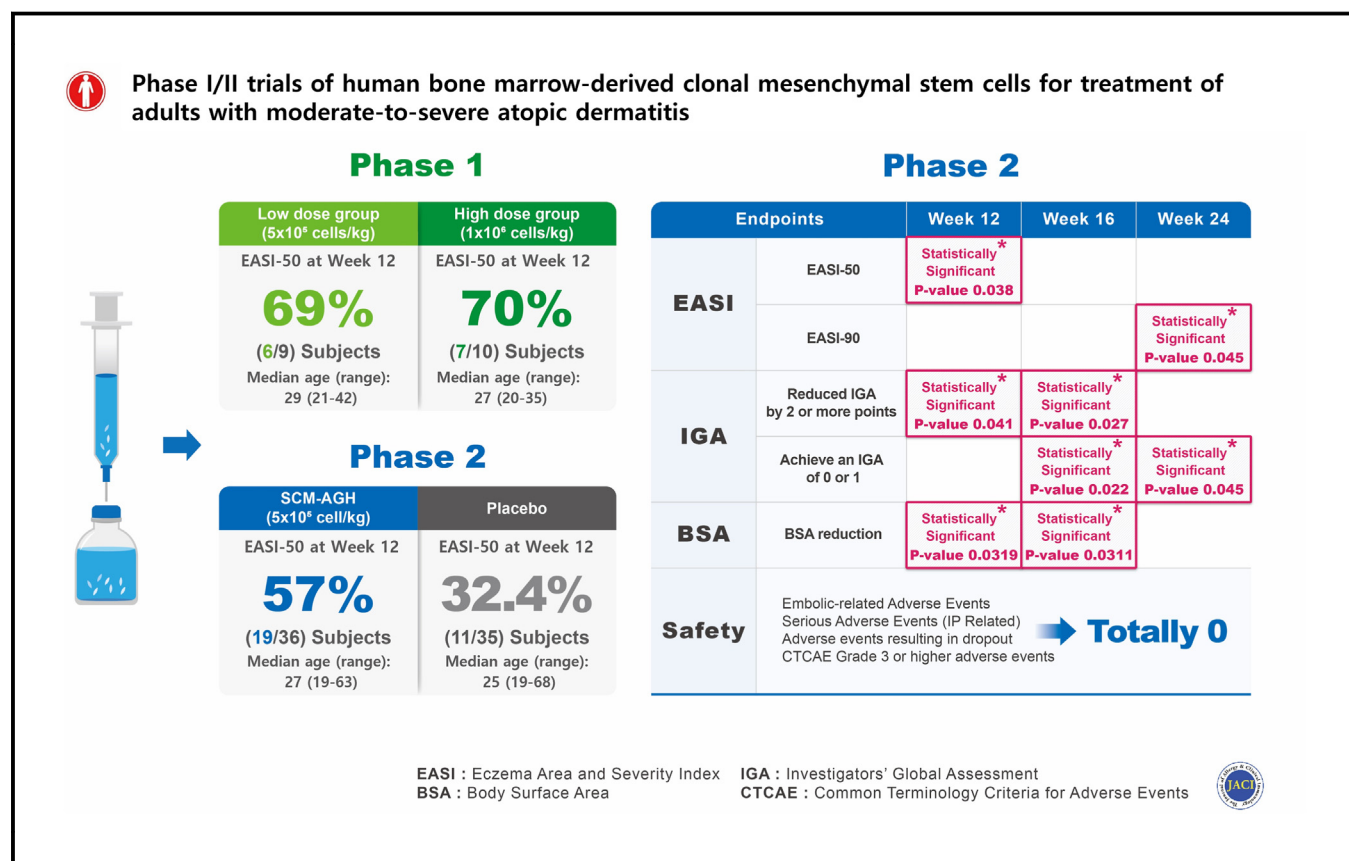 Phase I/II trials of human bone marrow-derived clonal mesenchymal stem cells for treatment of
adults with moderate-to-severe atopic dermatitis
Phase 1
Low dose group
(5x10⁵ cells/kg)
EASI-50 at Week 12
69%
(6/9) Subjects
Median age (range):
29 (21-42)
High dose group
(1x10⁶ cells/kg)
EASI-50 at Week 12
70%
(7/10) Subjects
Median age (range):
27 (20-35)
Phase 2
SCM-AGH
(5x10⁵ cell/kg)
EASI-50 at Week 12
57%
(19/36) Subjects
Median age (range):
27 (19-63)
Placebo
EASI-50 at Week 12
32.4%
(11/35) Subjects
Median age (range):
25 (19-68)
Phase 2
Endpoints Week 12 Week 16 Week 24
EASI
EASI-50
Statistically*
Significant
P-value 0.038
EASI-90
Statistically*
Significant
P-value 0.045
IGA
Reduced IGA
by 2 or more points
Statistically*
Significant
P-value 0.041
Statistically*
Significant
P-value 0.027
Achieve an IGA
of 0 or 1
Statistically*
Significant
P-value 0.022
Statistically*
Significant
P-value 0.045
BSA
BSA reduction
Statistically*
Significant
P-value 0.0319
Statistically*
Significant
P-value 0.0311
Safety
Embolic-related Adverse Events
Serious Adverse Events (IP Related)
Adverse events resulting in dropout
CTCAE Grade 3 or higher adverse events
Totally 0
EASI : Eczema Area and Severity Index IGA : Investigators' Global Assessment
BSA : Body Surface Area CTCAE : Common Terminology Criteria for Adverse Events
JACI